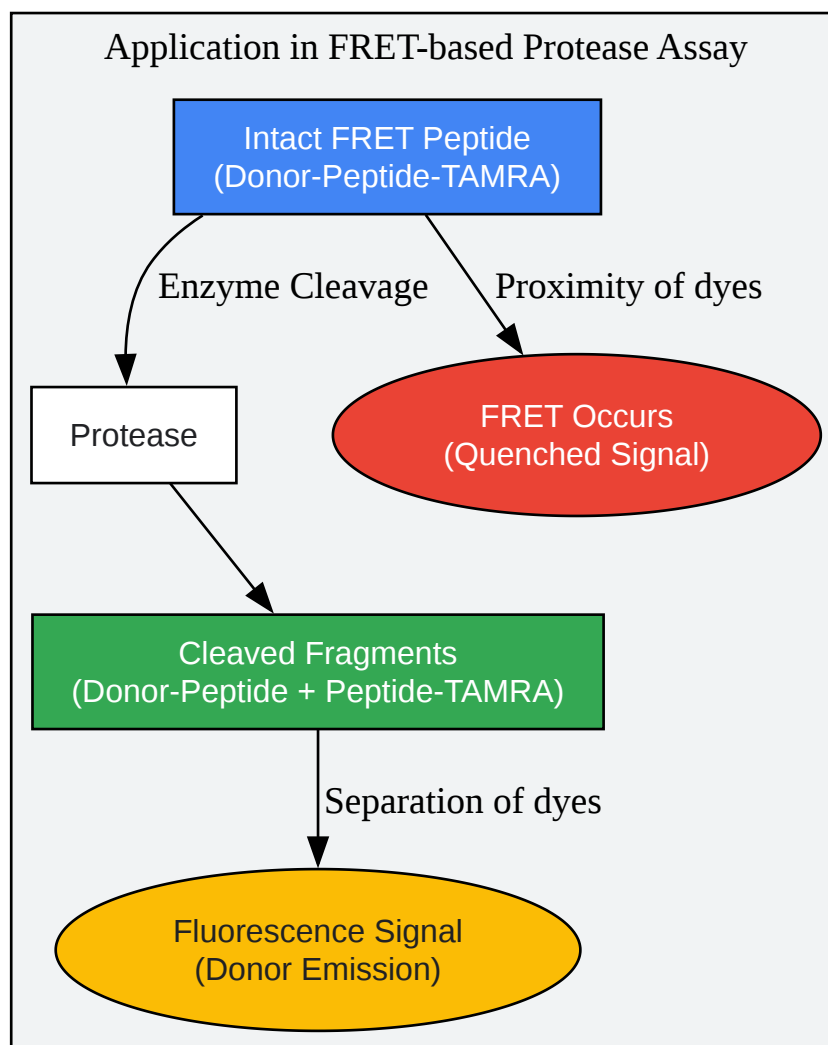 Application in FRET-based Protease Assay
Intact FRET Peptide
(Donor-Peptide-TAMRA)
Enzyme Cleavage
Proximity of dyes
Protease
FRET Occurs
(Quenched Signal)
Cleaved Fragments
(Donor-Peptide + Peptide-TAMRA)
Separation of dyes
Fluorescence Signal
(Donor Emission)